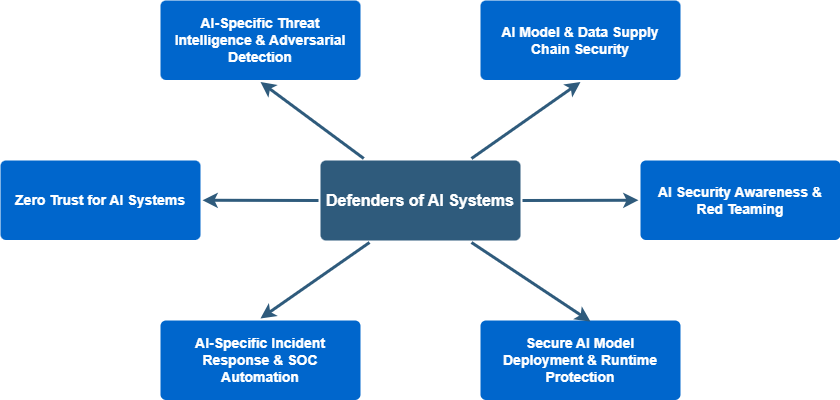 AI-Specific Threat
Intelligence & Adversarial
Detection
AI Model & Data Supply
Chain Security
Zero Trust for AI Systems
Defenders of AI Systems
AI Security Awareness &
Red Teaming
AI-Specific Incident
Response & SOC
Automation
Secure AI Model
Deployment & Runtime
Protection